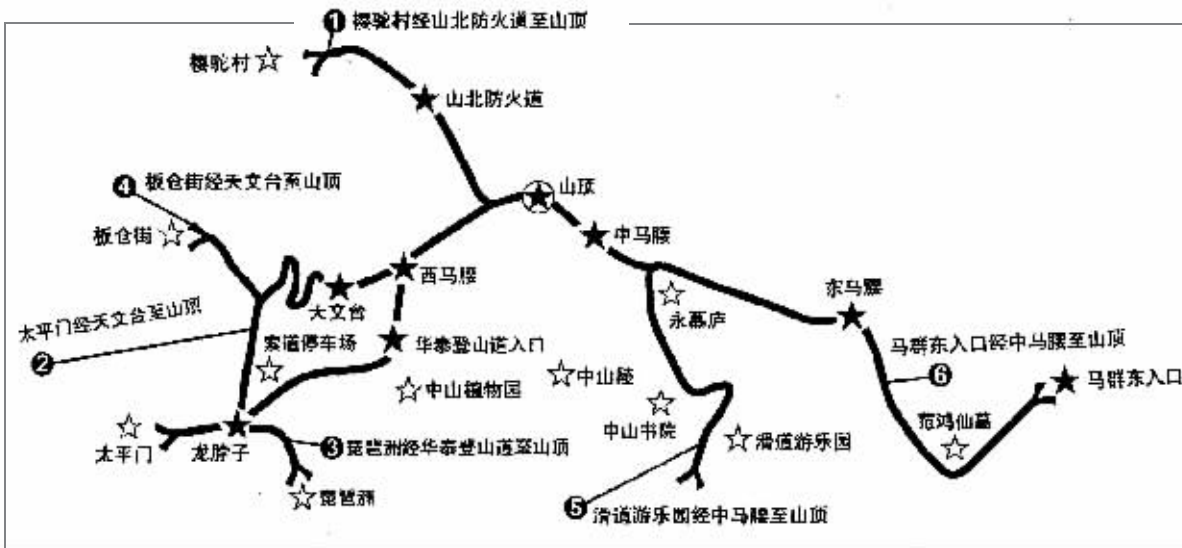 ❶樱驼村经山北防火道至山顶
樱驼村
山北防火道
❹板仓街经天文台至山顶
山顶
板仓街
中马腰
西马腰
天文台
东马腰
太平门经天文台至山顶
❷
索道停车场
华泰登山道入口
永慕庐
马群东入口经中马腰至山顶
❻
中山植物园
中山陵
马群东入口
太平门
龙脖子
❸琵琶洲经华泰登山道至山顶
中山书院
滑道游乐园
范鸿仙墓
琵琶洲
❺滑道游乐园经中马腰至山顶